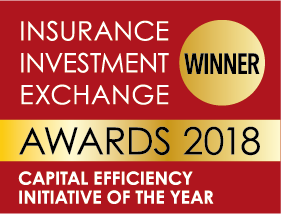 INSURANCE
INVESTMENT
EXCHANGE
WINNER
AWARDS 2018
CAPITAL EFFICIENCY
INITIATIVE OF THE YEAR